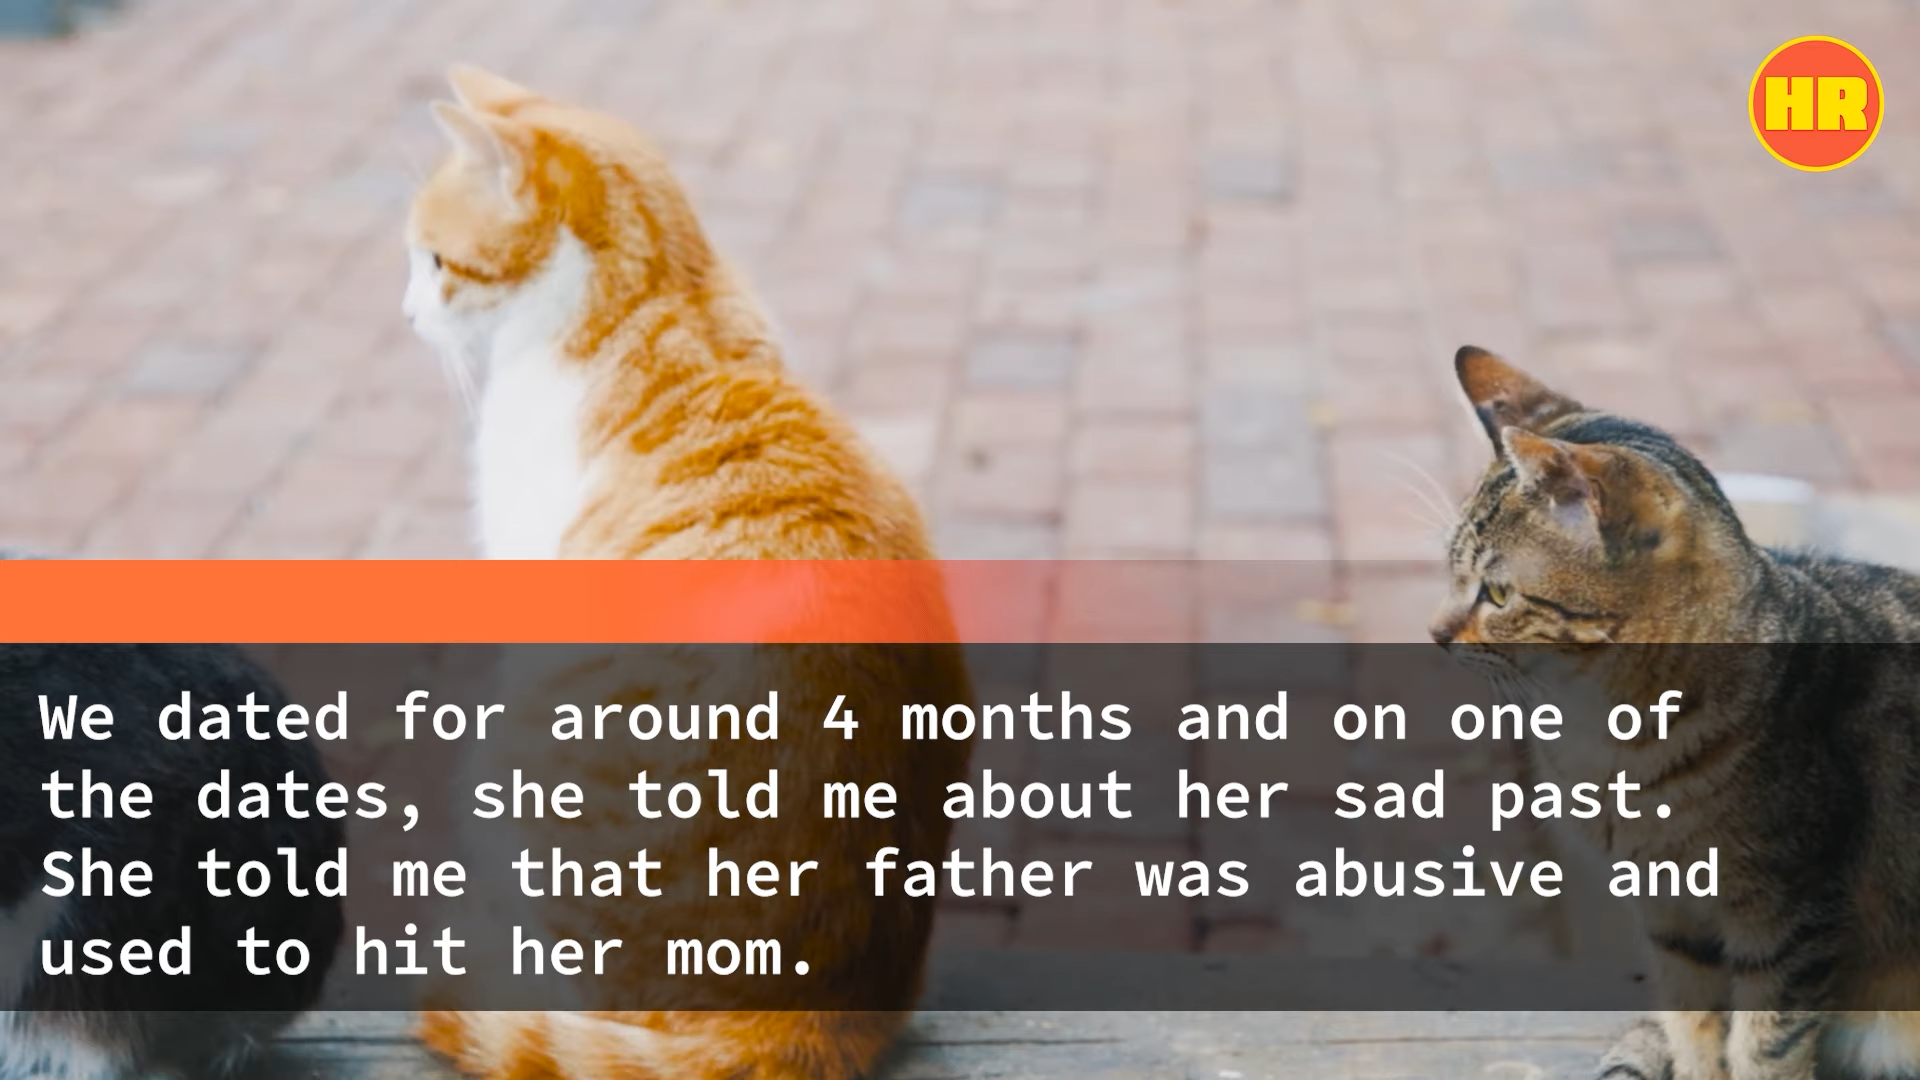 HR
We dated for around 4 months and on one of
the dates, she told me about her sad past.
She told me that her father was abusive and
used to hit her mom.